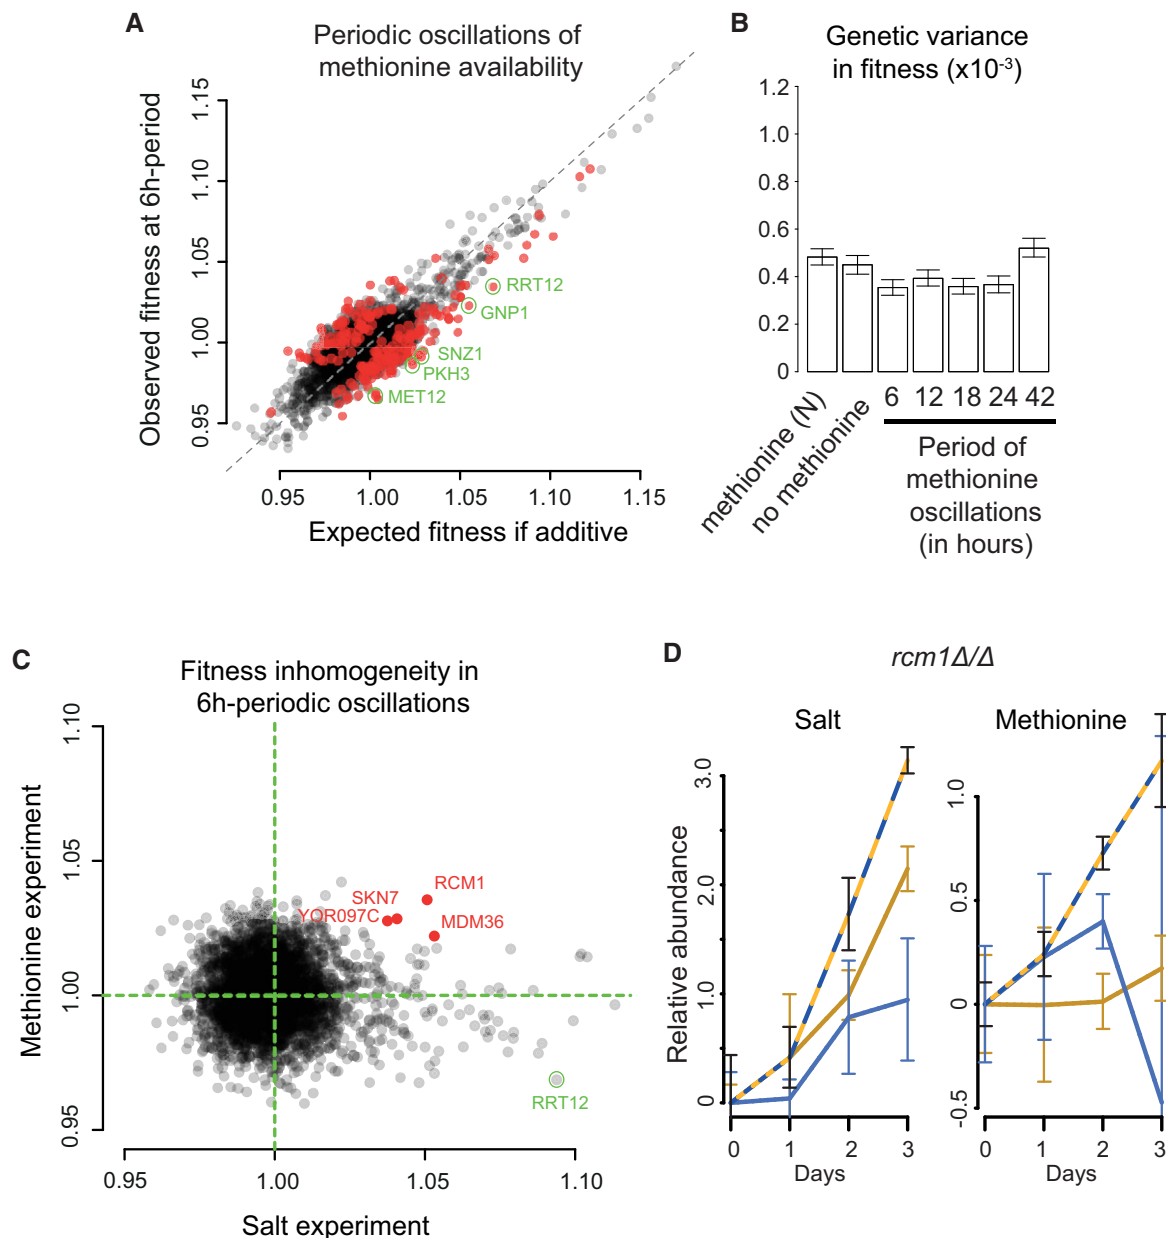 A
Periodic oscillations of
methionine availability
Observed fitness at 6h-period
0.95
1.00
1.05
1.10
1.15
RRT12
GNP1
SNZ1
PKH3
MET12
0.95
1.00
1.05
1.10
1.15
Expected fitness if additive
B
Genetic variance
in fitness (x10-3)
1.2
1.0
0.8
0.6
0.4
0.2
0
methionine (N)
no methionine
6
12
18
24
42
Period of
methionine
oscillations
(in hours)
C
Fitness inhomogeneity in
6h-periodic oscillations
Methionine experiment
0.95
1.00
1.05
1.10
RCM1
SKN7
YOR097C
MDM36
RRT12
0.95
1.00
1.05
1.10
Salt experiment
D
rcm1Δ/Δ
Salt
Methionine
Relative abundance
0
1.0
2.0
3.0
0
1
2
3
Days
-0.5
0
0.5
1.0
0
1
2
3
Days